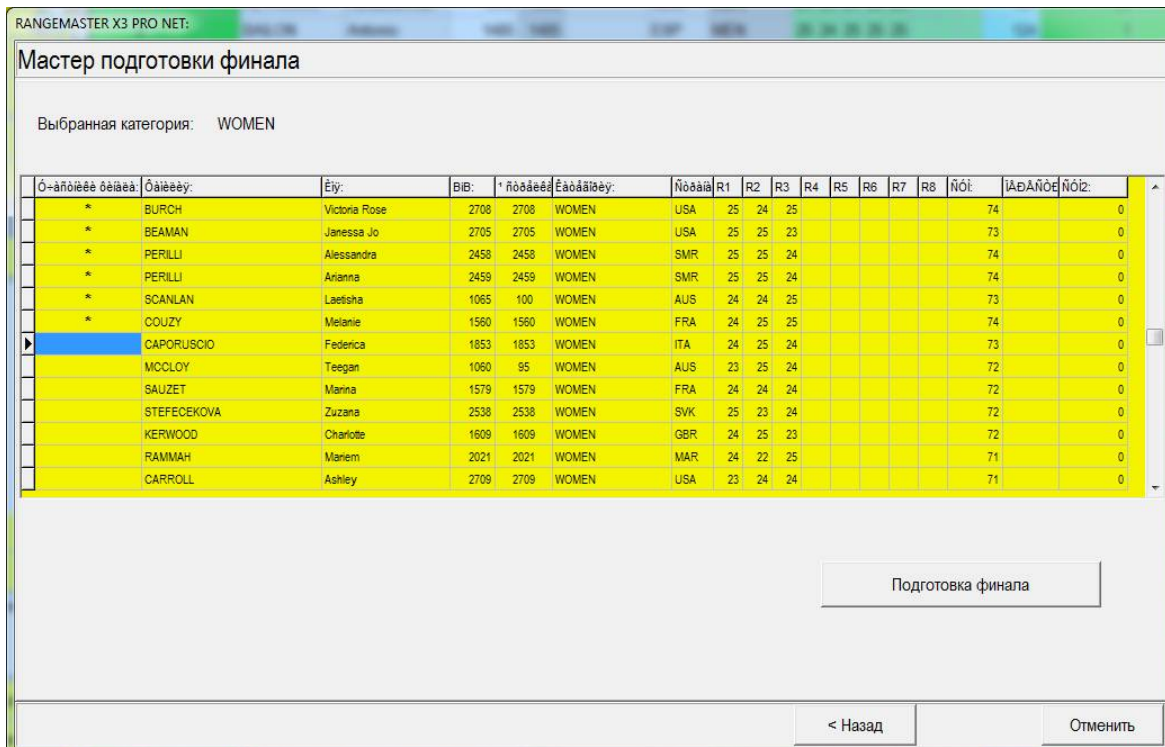 RANGEMASTER X3 PRO NET:
Мастер подготовки финала
Выбранная категория: WOMEN
Ó÷àñòíèêè ôèíàëà: Ôàìèëèÿ: Èìÿ: BiB: ¹ ñòðåëêà Êàòåãîðèÿ: Ñòðàíà R1 R2 R3 R4 R5 R6 R7 R8 ÑÓÌ: ÌÅÐÅÑÒÐ ÑÓÌ2:
* BURCH Victoria Rose 2708 2708 WOMEN USA 25 24 25 74 0
* BEAMAN Janessa Jo 2705 2705 WOMEN USA 25 25 23 73 0
* PERILLI Alessandra 2458 2458 WOMEN SMR 25 25 24 74 0
* PERILLI Arianna 2459 2459 WOMEN SMR 25 25 24 74 0
* SCANLAN Laetisha 1065 100 WOMEN AUS 24 24 25 73 0
* COUZY Melanie 1560 1560 WOMEN FRA 24 25 25 74 0
CAPORUSCIO Federica 1853 1853 WOMEN ITA 24 25 24 73 0
MCCLOY Teegan 1060 95 WOMEN AUS 23 25 24 72 0
SAUZET Marina 1579 1579 WOMEN FRA 24 24 24 72 0
STEFECEKOVA Zuzana 2538 2538 WOMEN SVK 25 23 24 72 0
KERWOOD Charlotte 1609 1609 WOMEN GBR 24 25 23 72 0
RAMMAH Mariem 2021 2021 WOMEN MAR 24 22 25 71 0
CARROLL Ashley 2709 2709 WOMEN USA 23 24 24 71 0
Подготовка финала
< Назад
Отменить